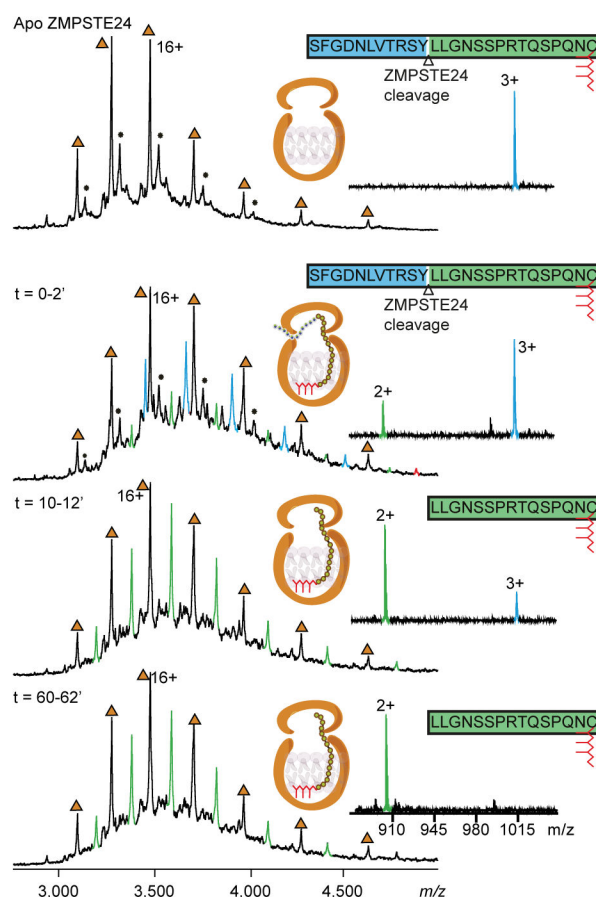 Apo ZMPSTE24
16+
SFGDNLVTRSY LLGNSSPRTQSPQNC
ZMPSTE24
cleavage
3+
*
*
*
*
t = 0-2'
16+
SFGDNLVTRSY LLGNSSPRTQSPQNC
ZMPSTE24
cleavage
2+
3+
*
*
*
*
*
t = 10-12'
16+
LLGNSSPRTQSPQNC
2+
3+
t = 60-62'
16+
LLGNSSPRTQSPQNC
2+
910 945 980 1015 m/z
3.000 3.500 4.000 4.500 m/z